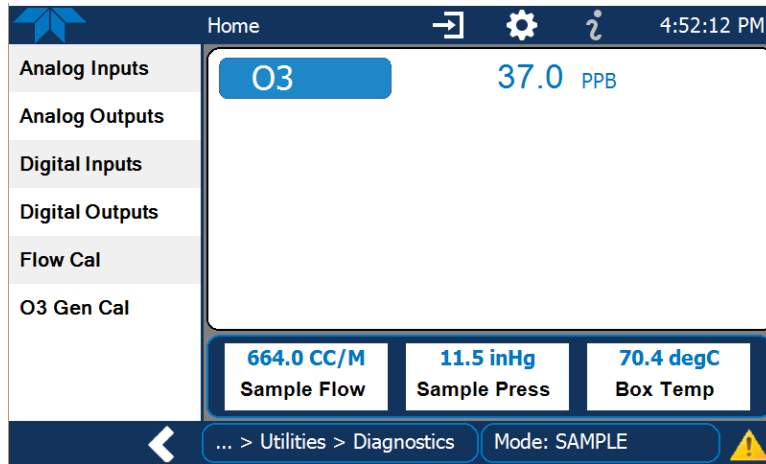 Home 4:52:12 PM
Analog Inputs
Analog Outputs
Digital Inputs
Digital Outputs
Flow Cal
O3 Gen Cal
O3 37.0 PPB
664.0 CC/M
Sample Flow
11.5 inHg
Sample Press
70.4 degC
Box Temp
... > Utilities > Diagnostics
Mode: SAMPLE